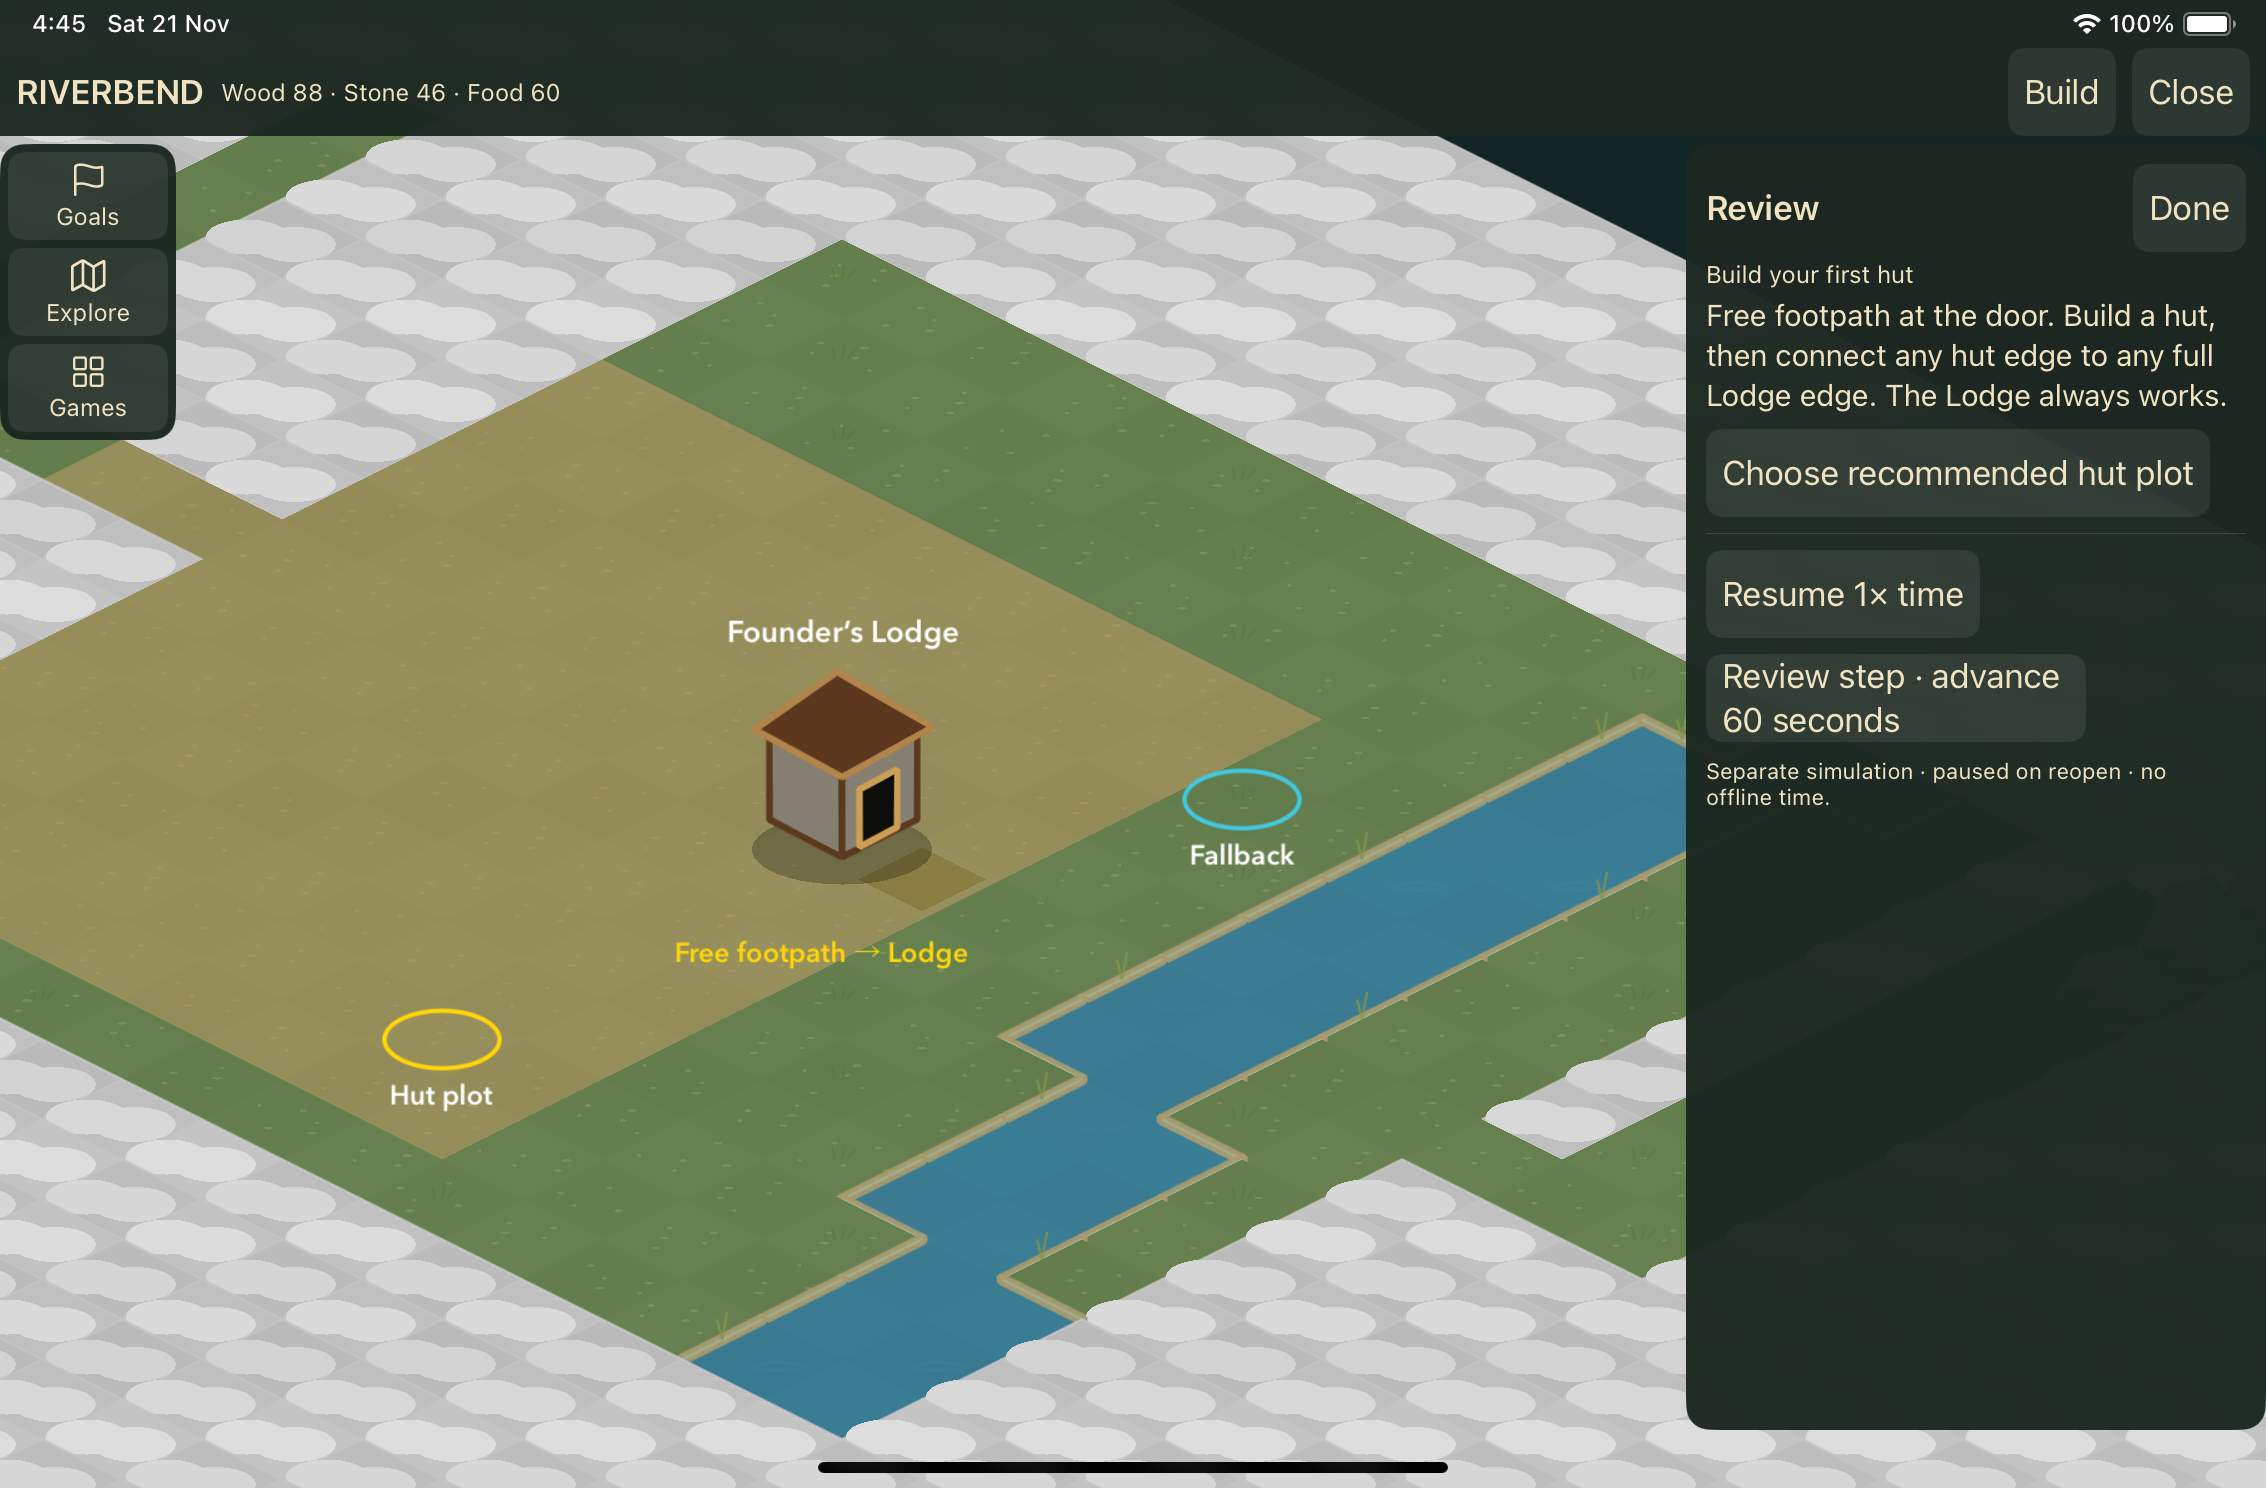 4:45 Sat 21 Nov
100%
RIVERBEND Wood 88 · Stone 46 · Food 60
Build Close
Goals
Explore
Games
Review
Done
Build your first hut
Free footpath at the door. Build a hut,
then connect any hut edge to any full
Lodge edge. The Lodge always works.
Choose recommended hut plot
Resume 1× time
Review step · advance
60 seconds
Separate simulation · paused on reopen · no
offline time.
Founder’s Lodge
Fallback
Free footpath → Lodge
Hut plot